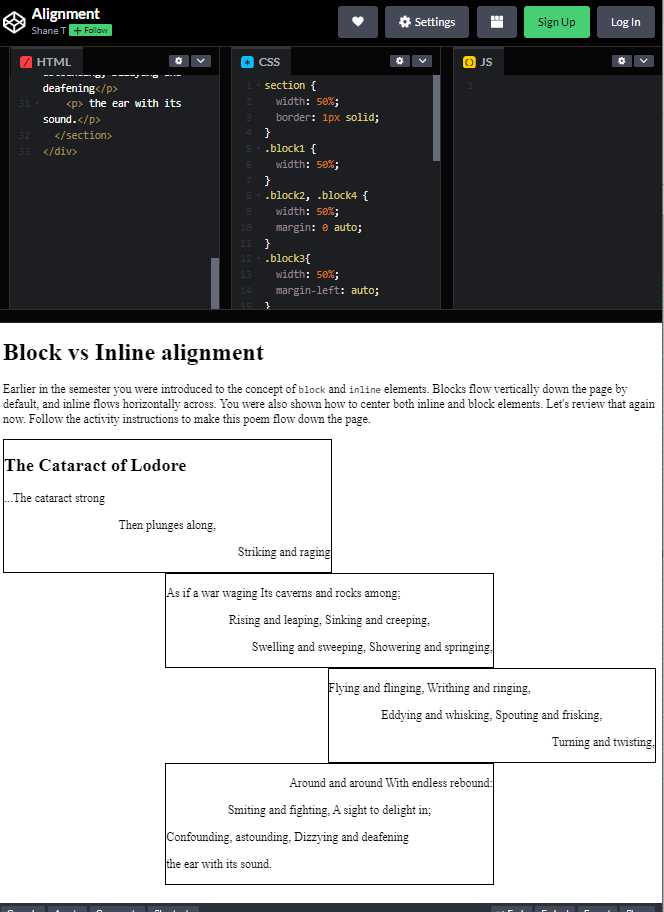 Alignment
Shane T + Follow
Settings
Sign Up
Log In
HTML
deafening</p>
31 <p> the ear with its
sound.</p>
32 </section>
33 </div>
CSS
1 section {
2 width: 50%;
3 border: 1px solid;
4 }
5 .block1 {
6 width: 50%;
7 }
8 .block2, .block4 {
9 width: 50%;
10 margin: 0 auto;
11 }
12 .block3{
13 width: 50%;
14 margin-left: auto;
15 }
JS
1
Block vs Inline alignment
Earlier in the semester you were introduced to the concept of block and inline elements. Blocks flow vertically down the page by
default, and inline flows horizontally across. You were also shown how to center both inline and block elements. Let's review that again
now. Follow the activity instructions to make this poem flow down the page.
The Cataract of Lodore
...The cataract strong
Then plunges along,
Striking and raging
As if a war waging Its caverns and rocks among;
Rising and leaping, Sinking and creeping,
Swelling and sweeping, Showering and springing,
Flying and flinging, Writhing and ringing,
Eddying and whisking, Spouting and frisking,
Turning and twisting,
Around and around With endless rebound:
Smiting and fighting, A sight to delight in;
Confounding, astounding, Dizzying and deafening
the ear with its sound.